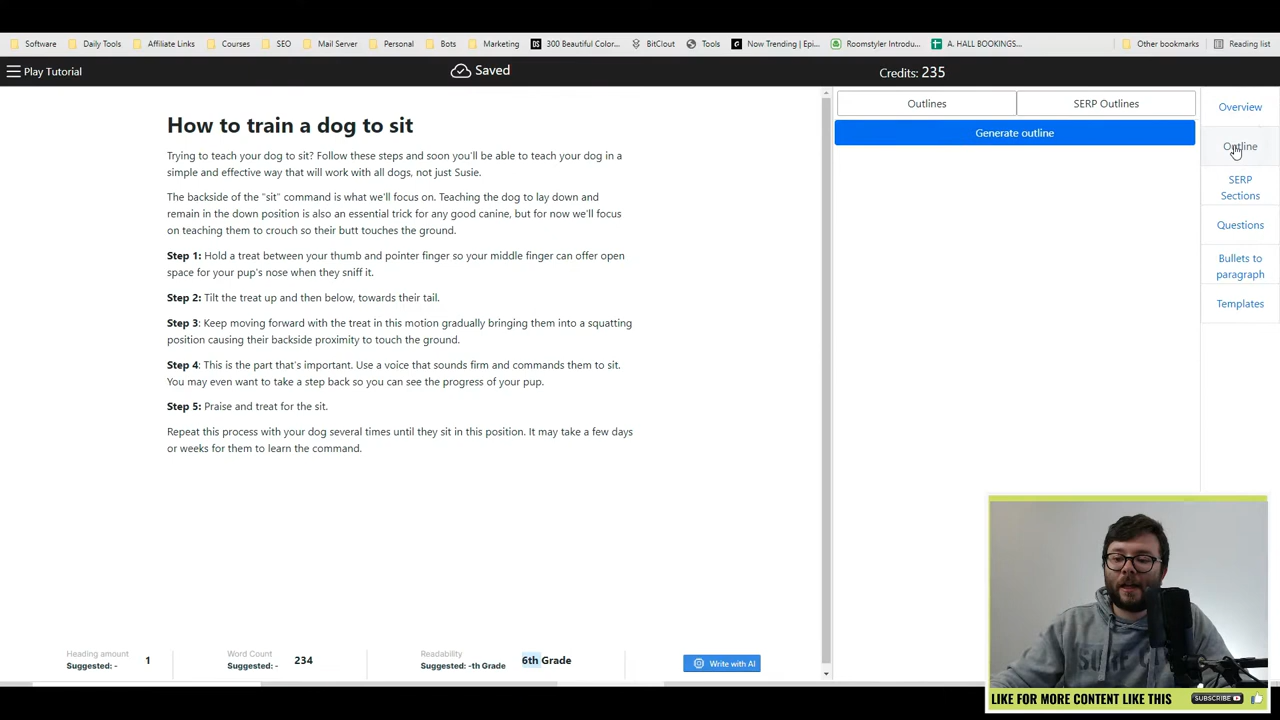 Software Daily Tools Affiliate Links Courses SEO Mail Server Personal Bots Marketing 300 Beautiful Color... BitClout Tools Now Trending | Epi... Roomstyler Introdu... A. HALL BOOKINGS... Other bookmarks Reading list
Play Tutorial Saved Credits: 235
Outlines SERP Outlines Overview
Generate outline
Outline
SERP
Sections
Questions
Bullets to
paragraph
Templates
How to train a dog to sit
Trying to teach your dog to sit? Follow these steps and soon you'll be able to teach your dog in a
simple and effective way that will work with all dogs, not just Susie.
The backside of the "sit" command is what we'll focus on. Teaching the dog to lay down and
remain in the down position is also an essential trick for any good canine, but for now we'll focus
on teaching them to crouch so their butt touches the ground.
Step 1: Hold a treat between your thumb and pointer finger so your middle finger can offer open
space for your pup's nose when they sniff it.
Step 2: Tilt the treat up and then below, towards their tail.
Step 3: Keep moving forward with the treat in this motion gradually bringing them into a squatting
position causing their backside proximity to touch the ground.
Step 4: This is the part that's important. Use a voice that sounds firm and commands them to sit.
You may even want to take a step back so you can see the progress of your pup.
Step 5: Praise and treat for the sit.
Repeat this process with your dog several times until they sit in this position. It may take a few days
or weeks for them to learn the command.
Heading amount 1 Word Count 234 Readability 6th Grade Write with AI
Suggested: - Suggested: - Suggested: -th Grade
LIKE FOR MORE CONTENT LIKE THIS SUBSCRIBE